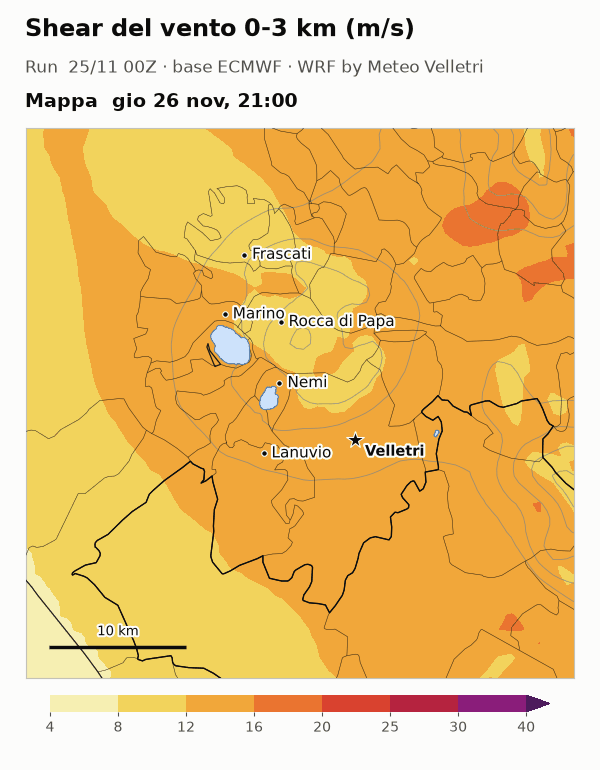 Shear del vento 0-3 km (m/s)
Run  25/11 00Z · base ECMWF · WRF by Meteo Velletri
Mappa  gio 26 nov, 21:00
Frascati
Marino
Rocca di Papa
Nemi
Velletri
Lanuvio
10 km
4 8 12 16 20 25 30 40